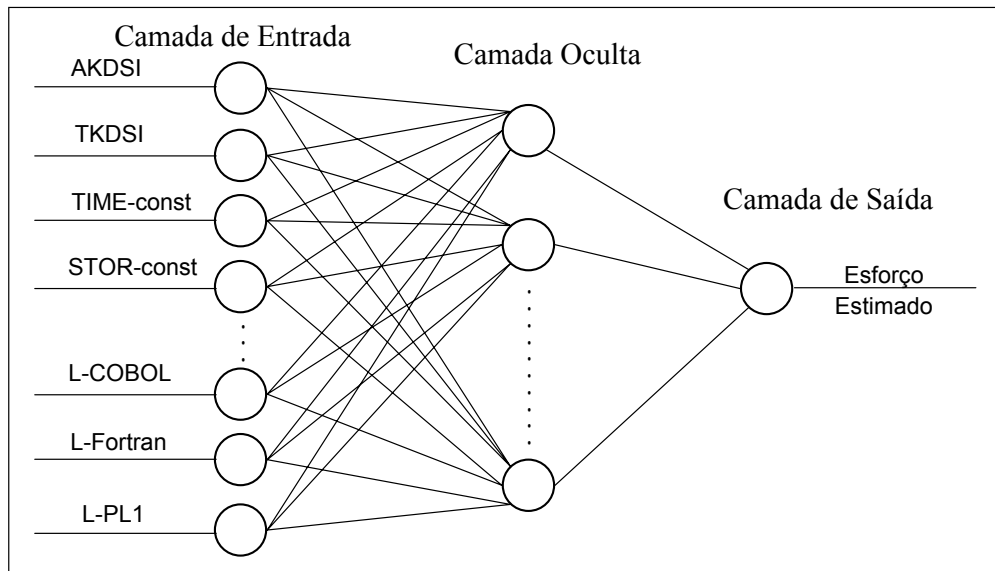 Camada de Entrada
Camada Oculta
Camada de Saída
AKDSI
TKDSI
TIME-const
STOR-const
L-COBOL
L-Fortran
L-PL1
Esforço
Estimado